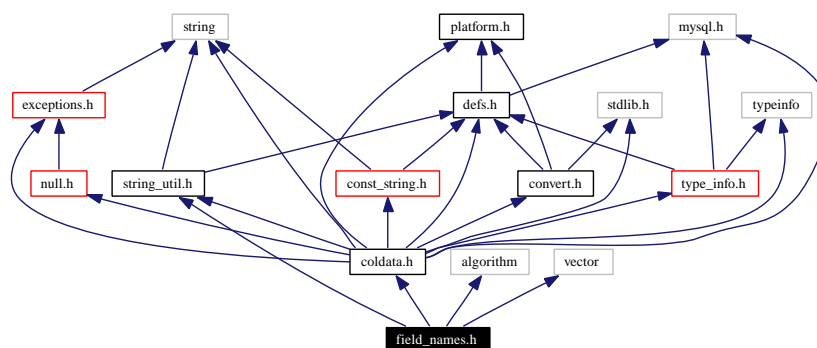 string
platform.h
mysql.h
exceptions.h
defs.h
stdlib.h
typeinfo
null.h
string_util.h
const_string.h
convert.h
type_info.h
coldata.h
algorithm
vector
field_names.h